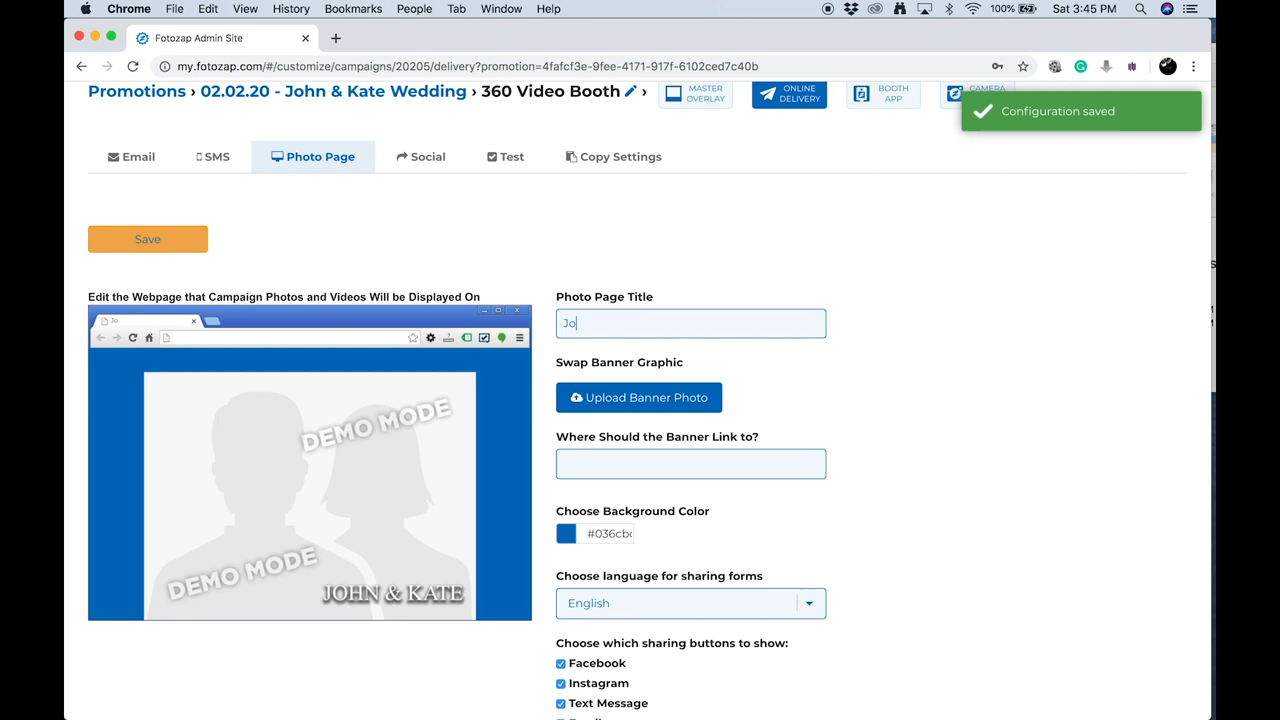 Chrome File Edit View History Bookmarks People Tab Window Help 100% Sat 3:45 PM
Fotozap Admin Site
my.fotozap.com/#/customize/campaigns/20205/delivery?promotion=4fafcf3e-9fee-4171-917f-6102ced7c40b
Promotions › 02.02.20 - John & Kate Wedding › 360 Video Booth ›
MASTER OVERLAY
ONLINE DELIVERY
BOOTH APP
CAMERA
Configuration saved
Email SMS Photo Page Social Test Copy Settings
Save
Edit the Webpage that Campaign Photos and Videos Will be Displayed On
Jo
DEMO MODE
DEMO MODE
JOHN & KATE
Photo Page Title
Jo
Swap Banner Graphic
Upload Banner Photo
Where Should the Banner Link to?
Choose Background Color
#036cb
Choose language for sharing forms
English
Choose which sharing buttons to show:
Facebook
Instagram
Text Message